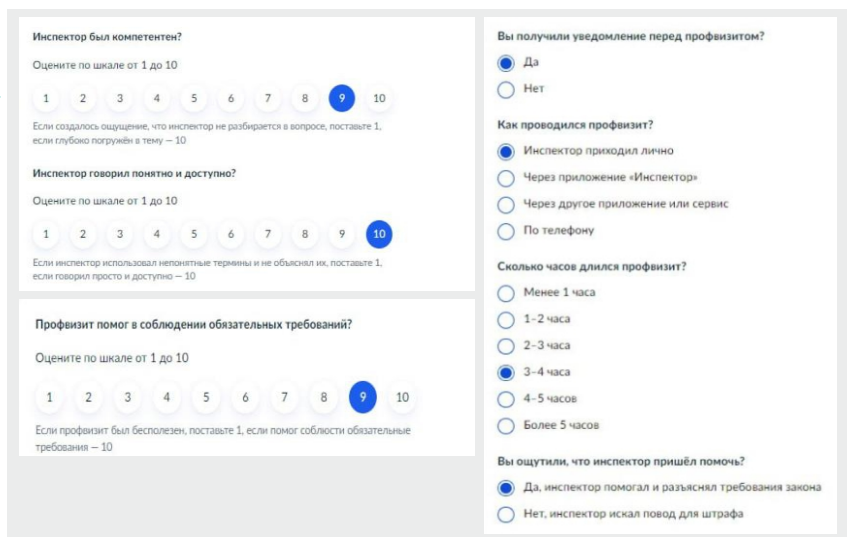 Инспектор был компетентен?
Оцените по шкале от 1 до 10
1 2 3 4 5 6 7 8 9 10
Если создалось ощущение, что инспектор не разбирается в вопросе, поставьте 1,
если глубоко погружён в тему — 10
Инспектор говорил понятно и доступно?
Оцените по шкале от 1 до 10
1 2 3 4 5 6 7 8 9 10
Если инспектор использовал непонятные термины и не объяснял их, поставьте 1,
если говорил просто и доступно — 10
Профвизит помог в соблюдении обязательных требований?
Оцените по шкале от 1 до 10
1 2 3 4 5 6 7 8 9 10
Если профвизит был бесполезен, поставьте 1, если помог соблюсти обязательные
требования — 10
Вы получили уведомление перед профвизитом?
Да
Нет
Как проводился профвизит?
Инспектор приходил лично
Через приложение «Инспектор»
Через другое приложение или сервис
По телефону
Сколько часов длился профвизит?
Менее 1 часа
1–2 часа
2–3 часа
3–4 часа
4–5 часов
Более 5 часов
Вы ощутили, что инспектор пришёл помочь?
Да, инспектор помогал и разъяснял требования закона
Нет, инспектор искал повод для штрафа